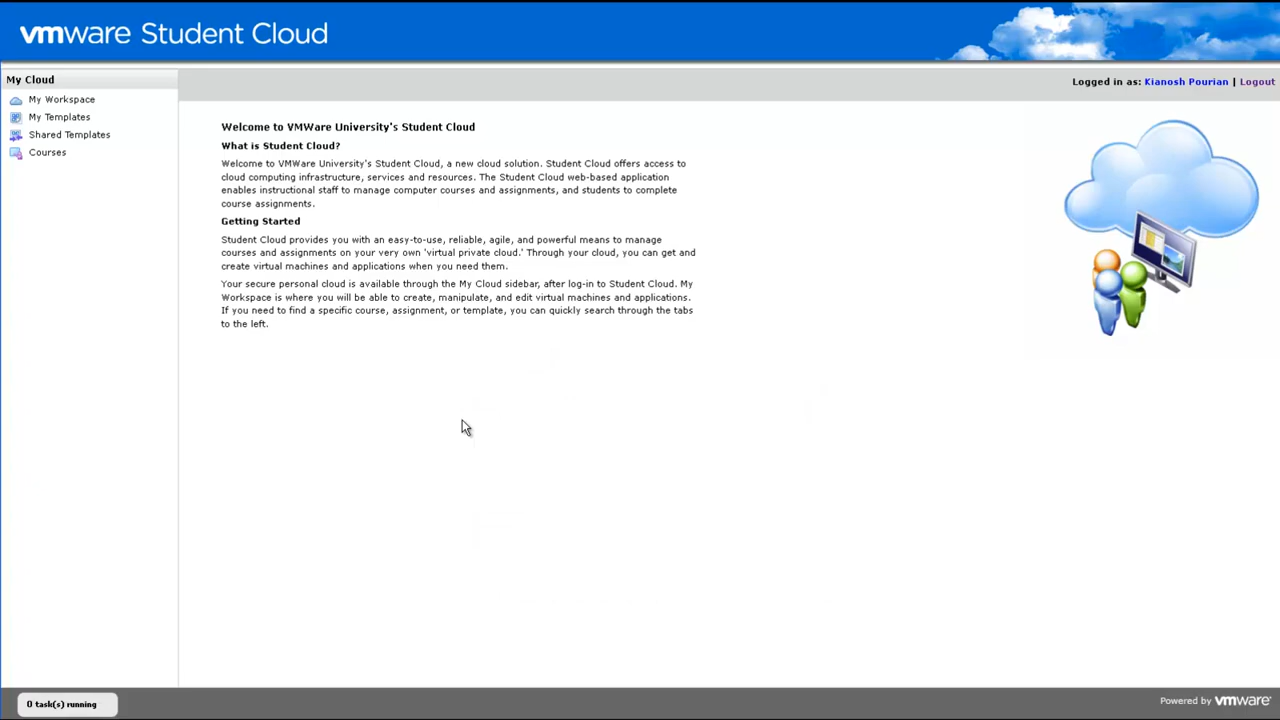 vmware Student Cloud
My Cloud
Logged in as: Kianosh Pourian | Logout
My Workspace
My Templates
Shared Templates
Courses
Welcome to VMWare University's Student Cloud
What is Student Cloud?
Welcome to VMWare University's Student Cloud, a new cloud solution. Student Cloud offers access to
cloud computing infrastructure, services and resources. The Student Cloud web-based application
enables instructional staff to manage computer courses and assignments, and students to complete
course assignments.
Getting Started
Student Cloud provides you with an easy-to-use, reliable, agile, and powerful means to manage
courses and assignments on your very own 'virtual private cloud.' Through your cloud, you can get and
create virtual machines and applications when you need them.
Your secure personal cloud is available through the My Cloud sidebar, after log-in to Student Cloud. My
Workspace is where you will be able to create, manipulate, and edit virtual machines and applications.
If you need to find a specific course, assignment, or template, you can quickly search through the tabs
to the left.
0 task(s) running
Powered by vmware